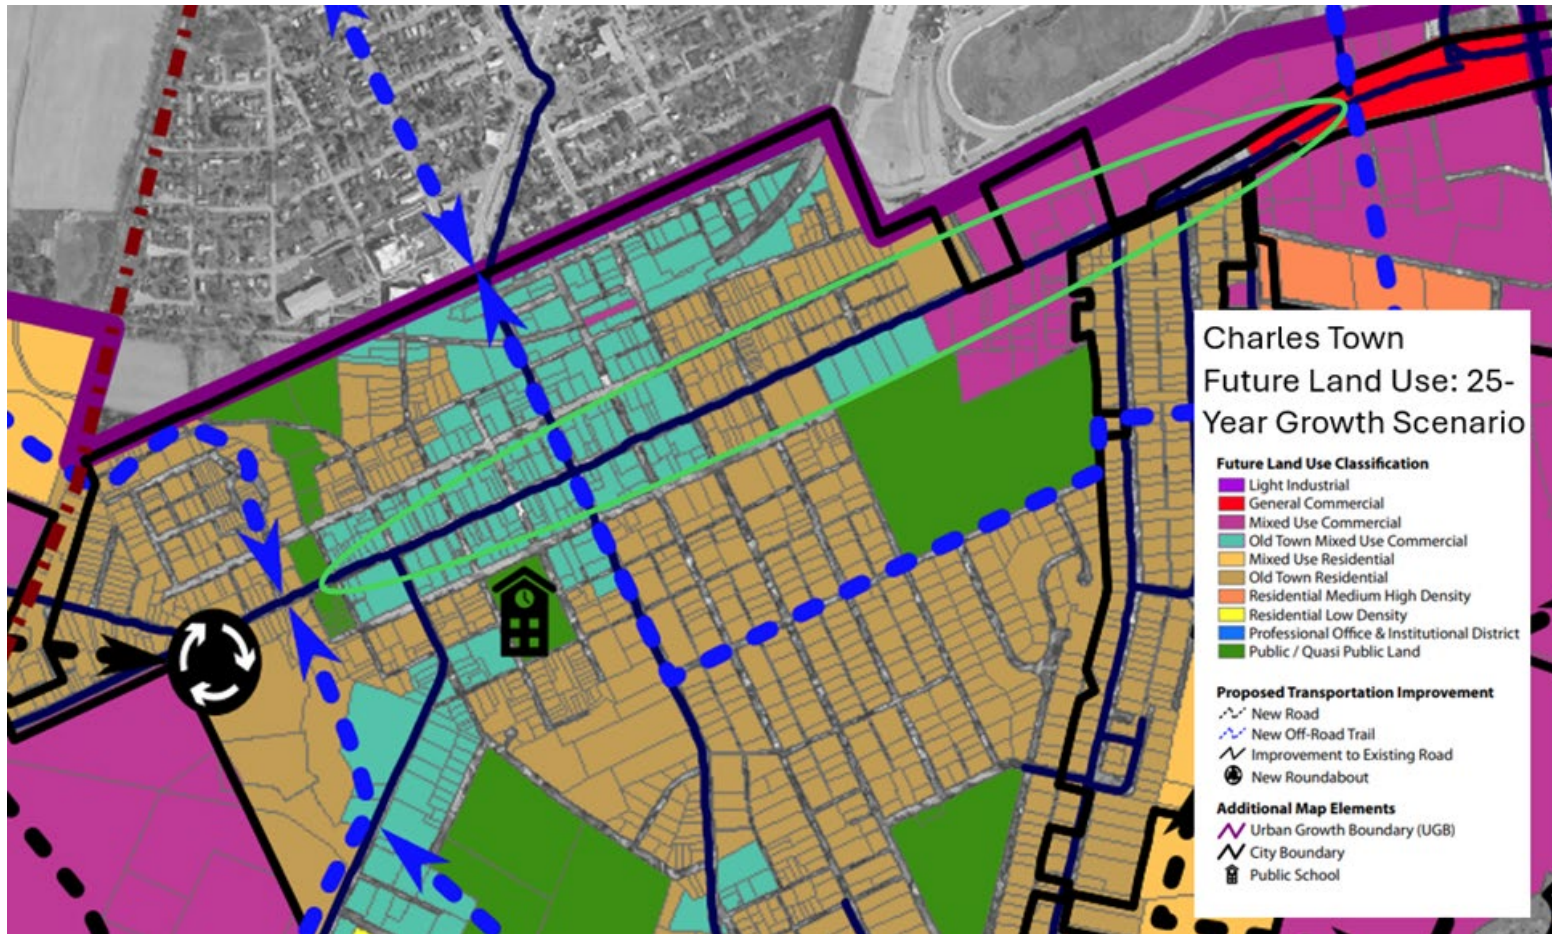 Charles Town
Future Land Use: 25-
Year Growth Scenario
Future Land Use Classification
Light Industrial
General Commercial
Mixed Use Commercial
Old Town Mixed Use Commercial
Mixed Use Residential
Old Town Residential
Residential Medium High Density
Residential Low Density
Professional Office & Institutional District
Public / Quasi Public Land
Proposed Transportation Improvement
New Road
New Off-Road Trail
Improvement to Existing Road
New Roundabout
Additional Map Elements
Urban Growth Boundary (UGB)
City Boundary
Public School